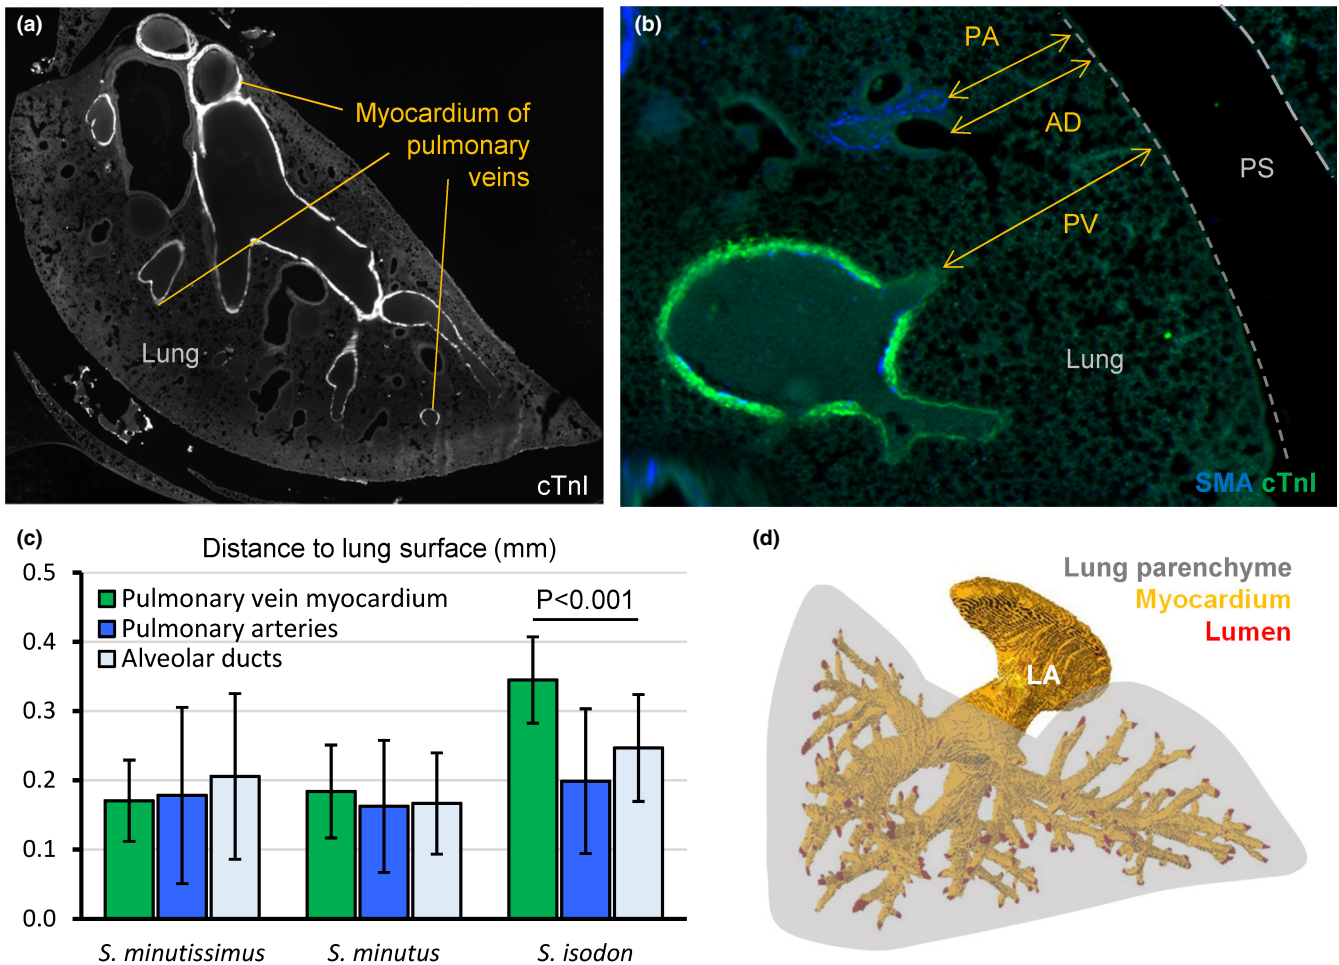 (a)
Myocardium of
pulmonary
veins
Lung
cTnI
(b)
PA
AD
PS
PV
Lung
SMA cTnI
(c)
Distance to lung surface (mm)
0.5
0.4
0.3
0.2
0.1
0.0
Pulmonary vein myocardium
Pulmonary arteries
Alveolar ducts
P<0.001
S. minutissimus
S. minutus
S. isodon
(d)
Lung parenchyme
Myocardium
Lumen
LA